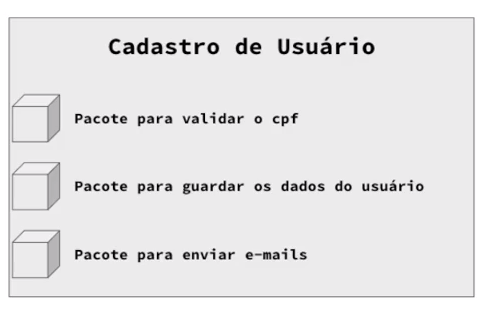 Cadastro de Usuário
Pacote para validar o cpf
Pacote para guardar os dados do usuário
Pacote para enviar e-mails